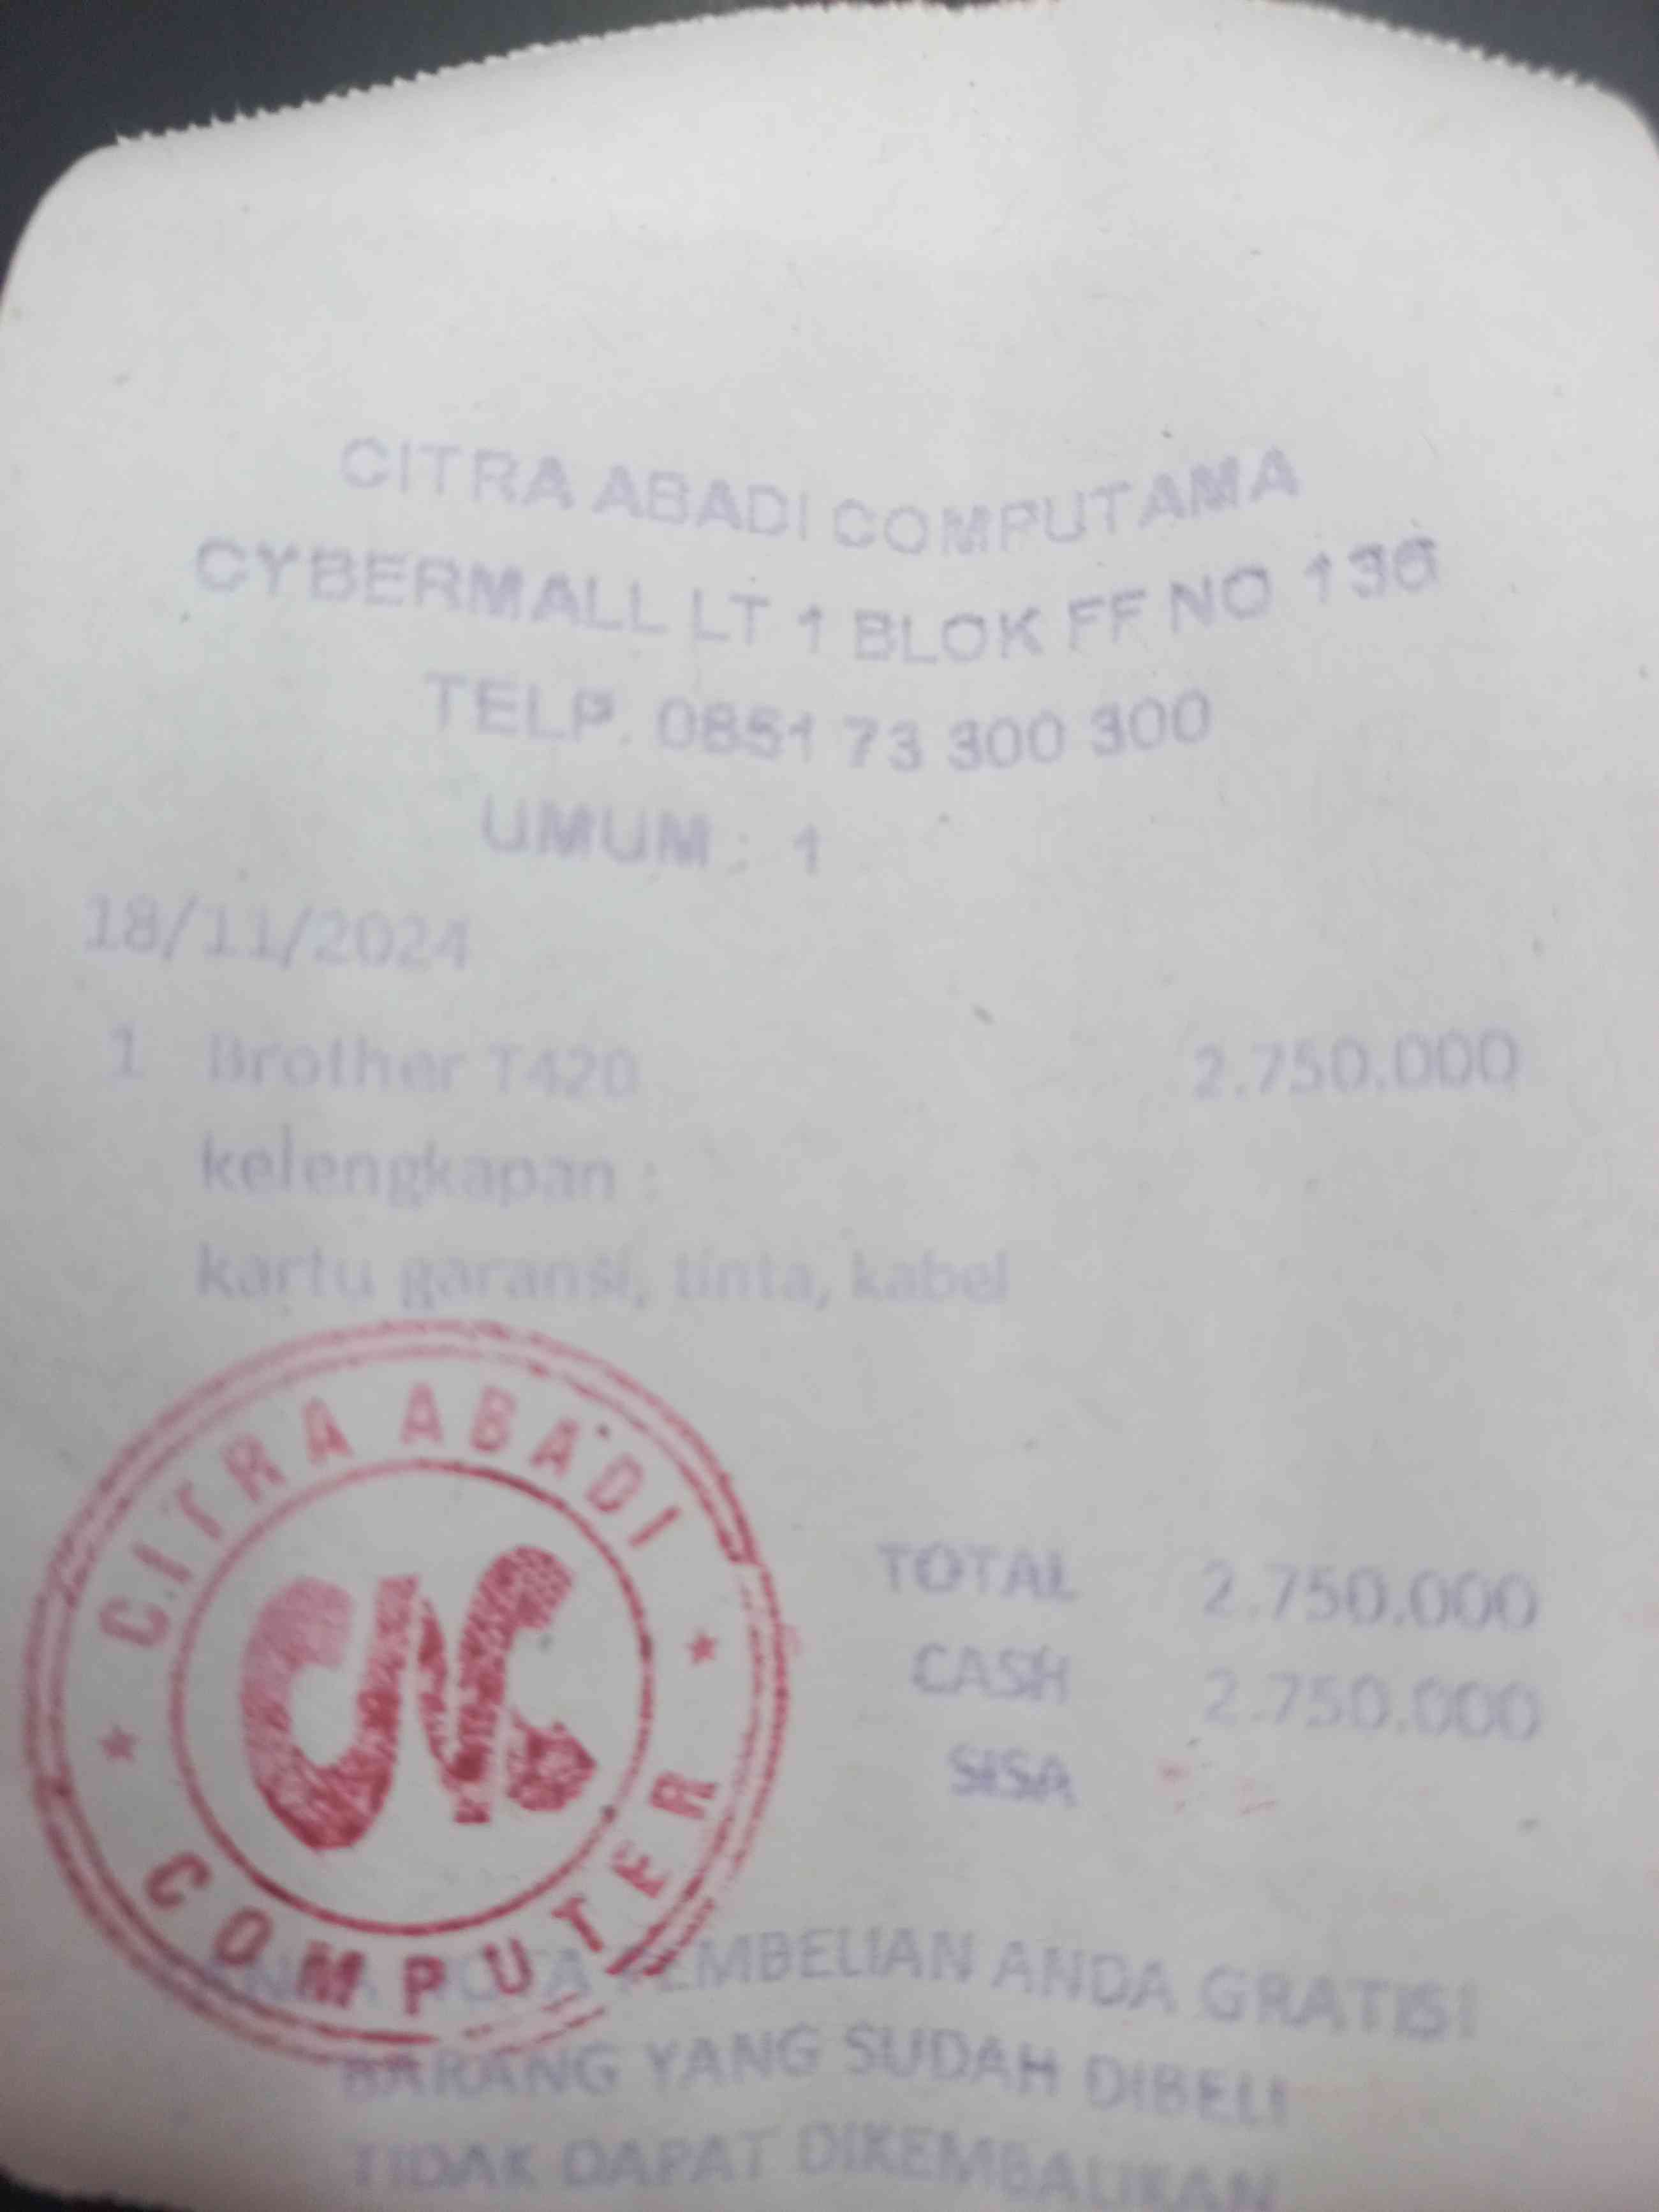 CITRA ABADI COMPUTAMA
CYBERMALL LT 1 BLOK FF NO 136
TELP. 0851 73 300 300
UMUM : 1
18/11/2024
1 Brother T420 2.750.000
kelengkapan :
kartu garansi, tinta, kabel
CITRA ABADI
COMPUTER
TOTAL 2.750.000
CASH 2.750.000
SISA
PEMBELIAN ANDA GRATIS!
BARANG YANG SUDAH DIBELI
TIDAK DAPAT DIKEMBALIKAN